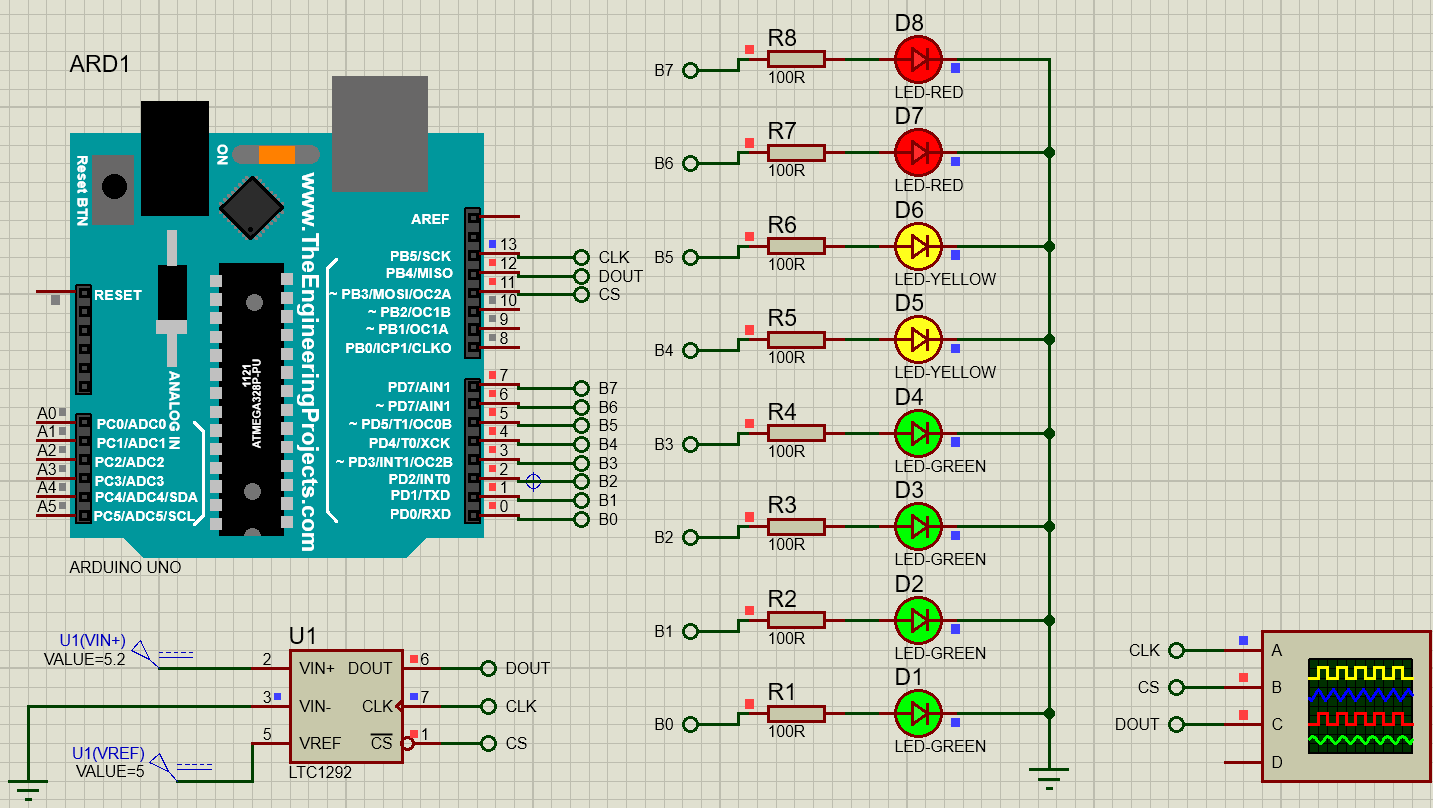 ARD1
ON
Reset BTN
www.TheEngineeringProjects.com
AREF
PB5/SCK 13 CLK
PB4/MISO 12 DOUT
~ PB3/MOSI/OC2A 11 CS
~ PB2/OC1B 10
~ PB1/OC1A 9
PB0/ICP1/CLKO 8
RESET
1121
ATMEGA328P-PU
ANALOG IN
PD7/AIN1 7 B7
~ PD7/AIN1 6 B6
~ PD5/T1/OC0B 5 B5
PD4/T0/XCK 4 B4
~ PD3/INT1/OC2B 3 B3
PD2/INT0 2 B2
PD1/TXD 1 B1
PD0/RXD 0 B0
A0 PC0/ADC0
A1 PC1/ADC1
A2 PC2/ADC2
A3 PC3/ADC3
A4 PC4/ADC4/SDA
A5 PC5/ADC5/SCL
ARDUINO UNO
U1
U1(VIN+)
VALUE=5.2
2 VIN+ DOUT 6 DOUT
3 VIN- CLK 7 CLK
5 VREF CS 1 CS
U1(VREF)
VALUE=5
LTC1292
R8 D8
B7
100R LED-RED
R7 D7
B6
100R LED-RED
R6 D6
B5
100R LED-YELLOW
R5 D5
B4
100R LED-YELLOW
R4 D4
B3
100R LED-GREEN
R3 D3
B2
100R LED-GREEN
R2 D2
B1
100R LED-GREEN
R1 D1
B0
100R LED-GREEN
CLK A
CS B
DOUT C
D